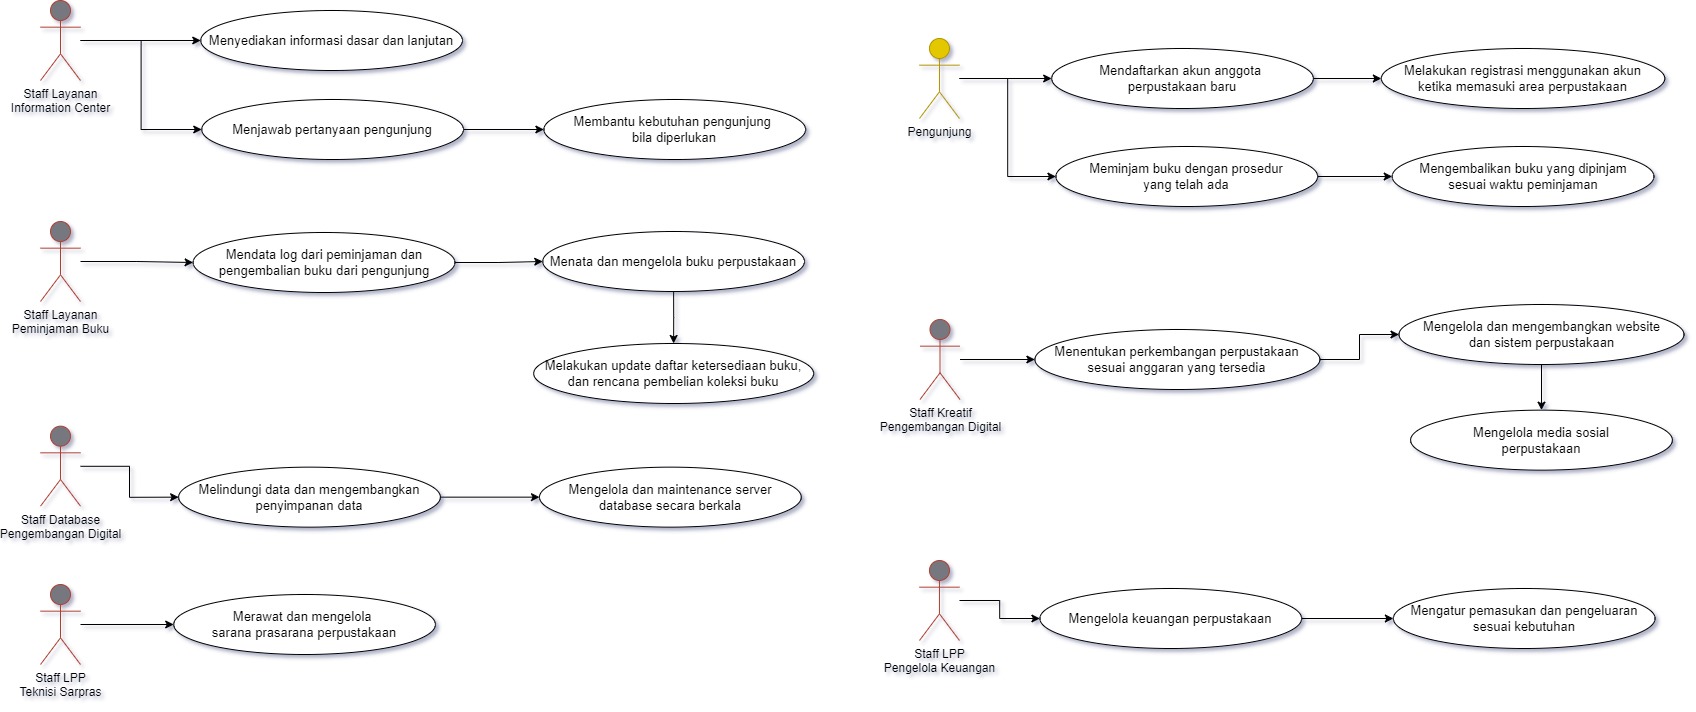 Staff Layanan
Information Center
Menyediakan informasi dasar dan lanjutan
Menjawab pertanyaan pengunjung
Membantu kebutuhan pengunjung
bila diperlukan
Staff Layanan
Peminjaman Buku
Mendata log dari peminjaman dan
pengembalian buku dari pengunjung
Menata dan mengelola buku perpustakaan
Melakukan update daftar ketersediaan buku,
dan rencana pembelian koleksi buku
Staff Database
Pengembangan Digital
Melindungi data dan mengembangkan
penyimpanan data
Mengelola dan maintenance server
database secara berkala
Staff LPP
Teknisi Sarpras
Merawat dan mengelola
sarana prasarana perpustakaan
Pengunjung
Mendaftarkan akun anggota
perpustakaan baru
Melakukan registrasi menggunakan akun
ketika memasuki area perpustakaan
Meminjam buku dengan prosedur
yang telah ada
Mengembalikan buku yang dipinjam
sesuai waktu peminjaman
Staff Kreatif
Pengembangan Digital
Menentukan perkembangan perpustakaan
sesuai anggaran yang tersedia
Mengelola dan mengembangkan website
dan sistem perpustakaan
Mengelola media sosial
perpustakaan
Staff LPP
Pengelola Keuangan
Mengelola keuangan perpustakaan
Mengatur pemasukan dan pengeluaran
sesuai kebutuhan